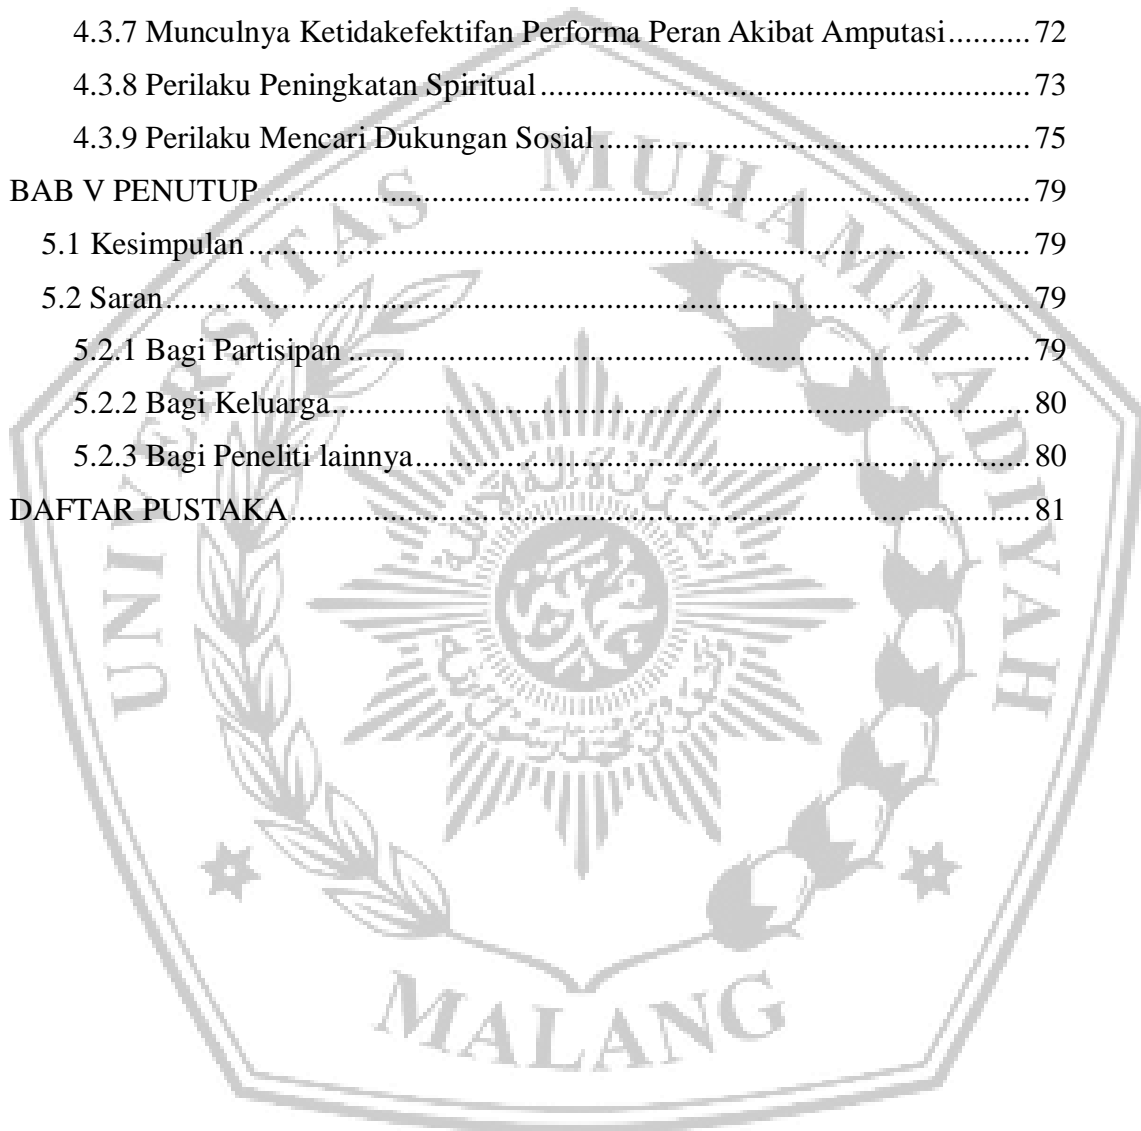 4.3.7 Munculnya Ketidakefektifan Performa Peran Akibat Amputasi.......... 72
4.3.8 Perilaku Peningkatan Spiritual............................................................. 73
4.3.9 Perilaku Mencari Dukungan Sosial...................................................... 75
BAB V PENUTUP................................................................................................ 79
5.1 Kesimpulan.................................................................................................. 79
5.2 Saran............................................................................................................ 79
5.2.1 Bagi Partisipan..................................................................................... 79
5.2.2 Bagi Keluarga....................................................................................... 80
5.2.3 Bagi Peneliti lainnya............................................................................ 80
DAFTAR PUSTAKA............................................................................................. 81
UNIVERSITAS MUHAMMADIYAH
MALANG